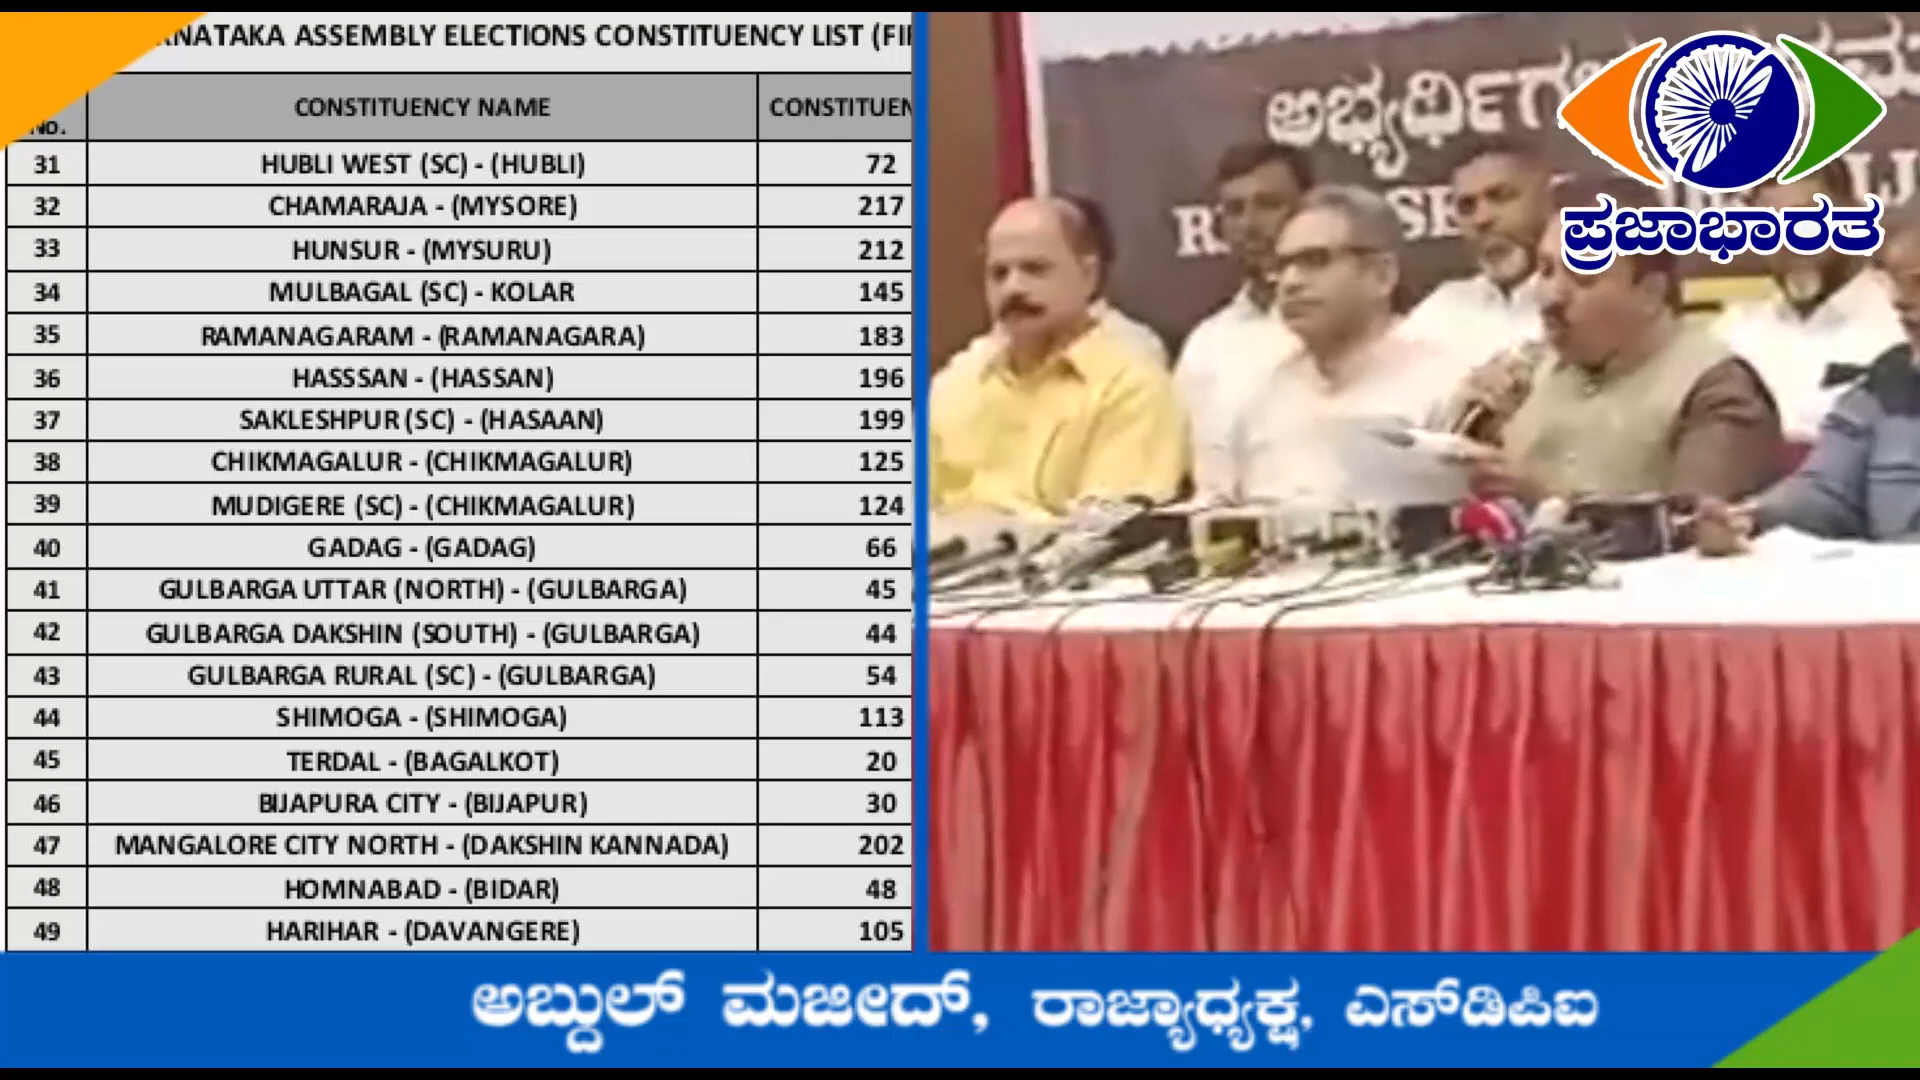 RNATAKA ASSEMBLY ELECTIONS CONSTITUENCY LIST (FI
NO. CONSTITUENCY NAME CONSTITUEN
31 HUBLI WEST (SC) - (HUBLI) 72
32 CHAMARAJA - (MYSORE) 217
33 HUNSUR - (MYSURU) 212
34 MULBAGAL (SC) - KOLAR 145
35 RAMANAGARAM - (RAMANAGARA) 183
36 HASSSAN - (HASSAN) 196
37 SAKLESHPUR (SC) - (HASAAN) 199
38 CHIKMAGALUR - (CHIKMAGALUR) 125
39 MUDIGERE (SC) - (CHIKMAGALUR) 124
40 GADAG - (GADAG) 66
41 GULBARGA UTTAR (NORTH) - (GULBARGA) 45
42 GULBARGA DAKSHIN (SOUTH) - (GULBARGA) 44
43 GULBARGA RURAL (SC) - (GULBARGA) 54
44 SHIMOGA - (SHIMOGA) 113
45 TERDAL - (BAGALKOT) 20
46 BIJAPURA CITY - (BIJAPUR) 30
47 MANGALORE CITY NORTH - (DAKSHIN KANNADA) 202
48 HOMNABAD - (BIDAR) 48
49 HARIHAR - (DAVANGERE) 105
ಪ್ರಜಾಭಾರತ
ಅಬ್ದುಲ್ ಮಜೀದ್, ರಾಜ್ಯಾಧ್ಯಕ್ಷ, ಎಸ್‌ಡಿಪಿಐ